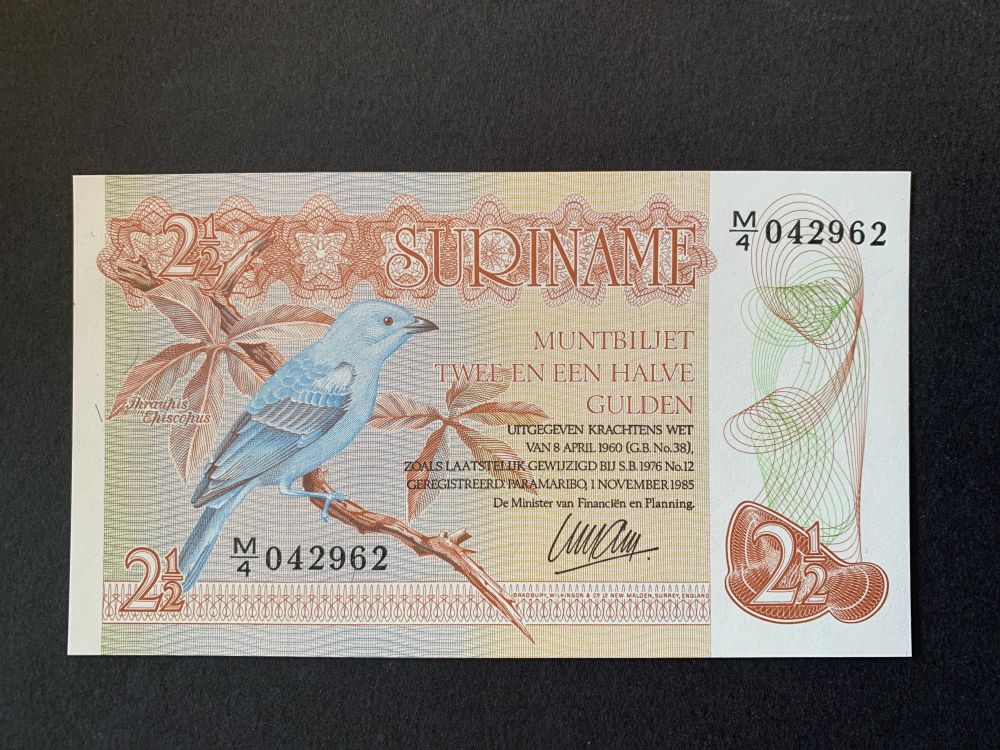 2½
SURINAME
M/4 042962
MUNTBILJET
TWEE EN EEN HALVE
GULDEN
Thraupis
Episcopus
UITGEGEVEN KRACHTENS WET
VAN 8 APRIL 1960 (G.B. No.38),
ZOALS LAATSTELIJK GEWIJZIGD BIJ S.B. 1976 No.12
GEREGISTREERD PARAMARIBO, 1 NOVEMBER 1985
De Minister van Financiën en Planning.
M/4 042962
2½
2½
BRADBURY, WILKINSON & Co. Ld. NEW MALDEN, SURREY, ENGLAND